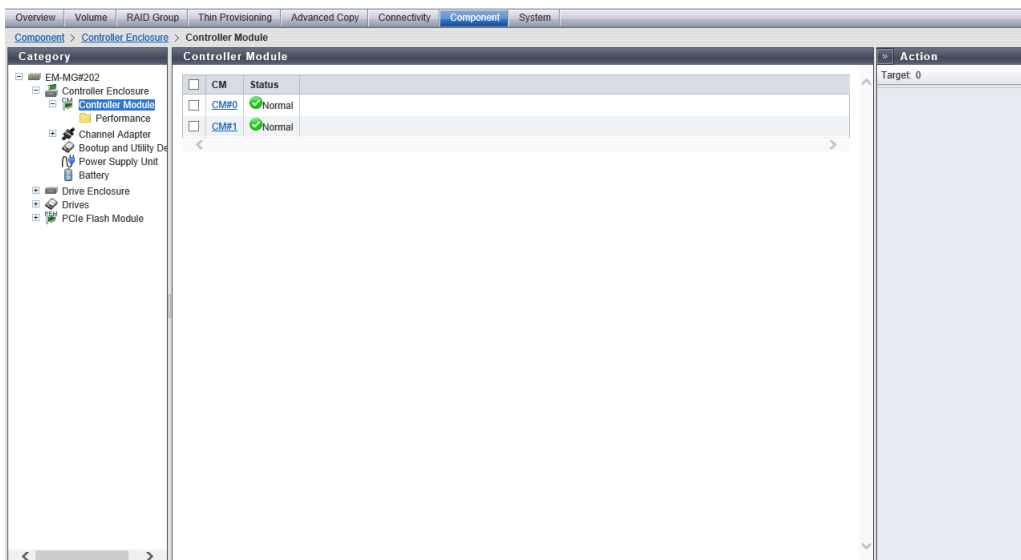 Overview Volume RAID Group Thin Provisioning Advanced Copy Connectivity Component System
Component > Controller Enclosure > Controller Module
Category
EM-MG#202
Controller Enclosure
CM Controller Module
Performance
Channel Adapter
Bootup and Utility De
Power Supply Unit
Battery
Drive Enclosure
Drives
PCIe Flash Module
Controller Module
CM Status
CM#0 Normal
CM#1 Normal
» Action
Target: 0